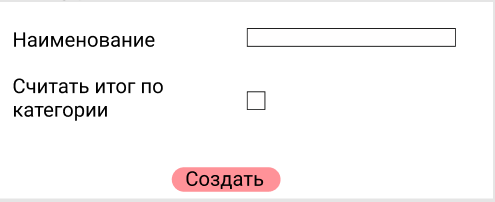 Наименование
Считать итог по
категории
Создать